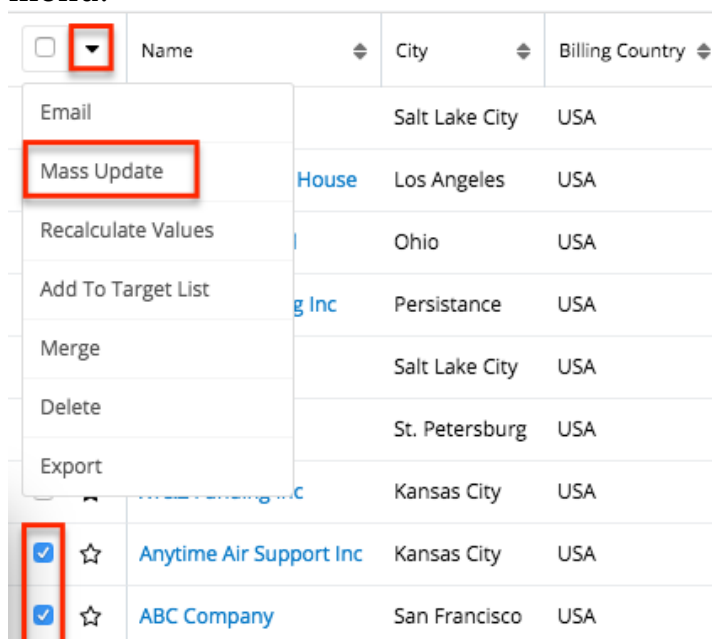 Name City Billing Country
Email
Salt Lake City USA
Mass Update
House Los Angeles USA
Recalculate Values
Ohio USA
Add To Target List
g Inc Persistance USA
Merge
Salt Lake City USA
Delete
St. Petersburg USA
Export
Kansas City USA
Anytime Air Support Inc Kansas City USA
ABC Company San Francisco USA